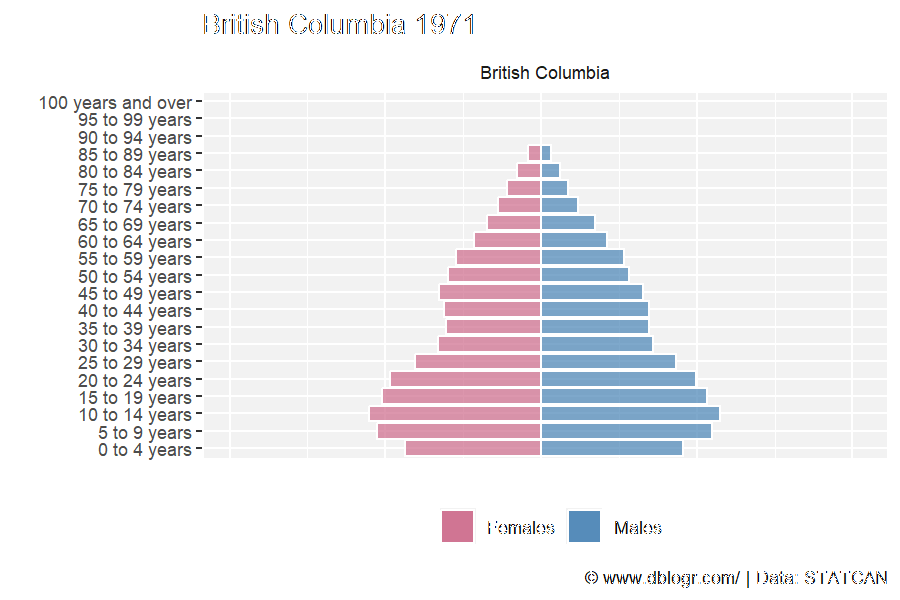 British Columbia 1971
British Columbia
100 years and over
95 to 99 years
90 to 94 years
85 to 89 years
80 to 84 years
75 to 79 years
70 to 74 years
65 to 69 years
60 to 64 years
55 to 59 years
50 to 54 years
45 to 49 years
40 to 44 years
35 to 39 years
30 to 34 years
25 to 29 years
20 to 24 years
15 to 19 years
10 to 14 years
5 to 9 years
0 to 4 years
Females Males
© www.dblogr.com/ | Data: STATCAN